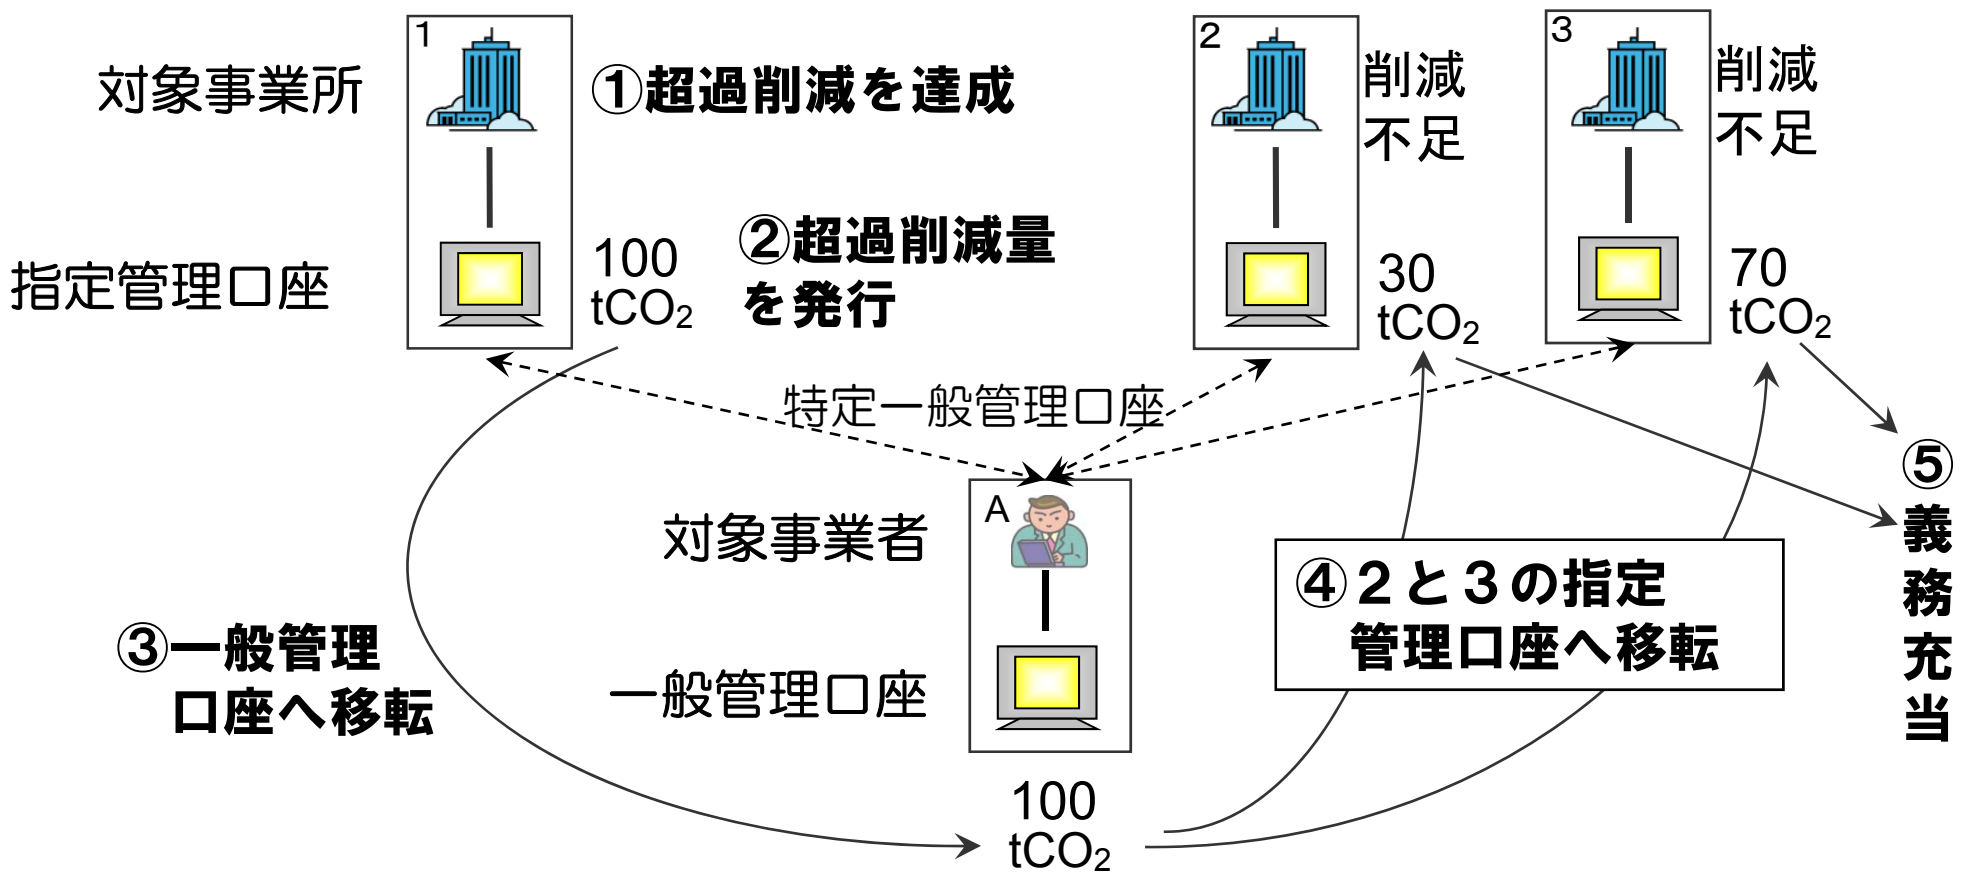 対象事業所
1
①超過削減を達成
2
削減
不足
3
削減
不足
指定管理口座
100
tCO2
②超過削減量
を発行
30
tCO2
70
tCO2
特定一般管理口座
対象事業者
A
一般管理口座
③一般管理
口座へ移転
④２と３の指定
管理口座へ移転
⑤
義
務
充
当
100
tCO2